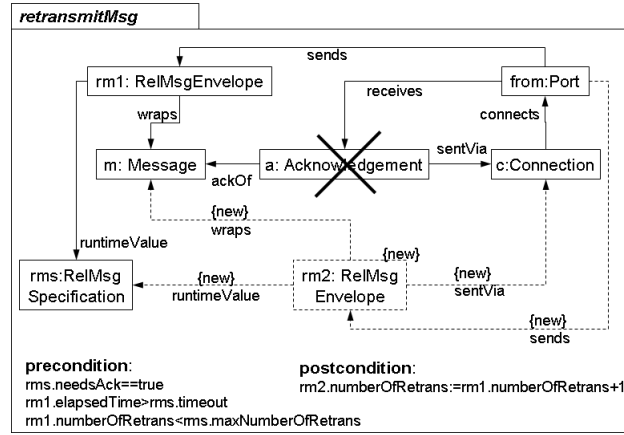 retransmitMsg
sends
rm1: RelMsgEnvelope
from:Port
receives
wraps
connects
sentVia
m: Message
a: Acknowledgement
c:Connection
ackOf
{new}
wraps
{new}
runtimeValue
rms:RelMsg
Specification
{new}
runtimeValue
rm2: RelMsg
Envelope
{new}
sentVia
{new}
sends
precondition:
rms.needsAck==true
rm1.elapsedTime>rms.timeout
rm1.numberOfRetrans<rms.maxNumberOfRetrans
postcondition:
rm2.numberOfRetrans:=rm1.numberOfRetrans+1